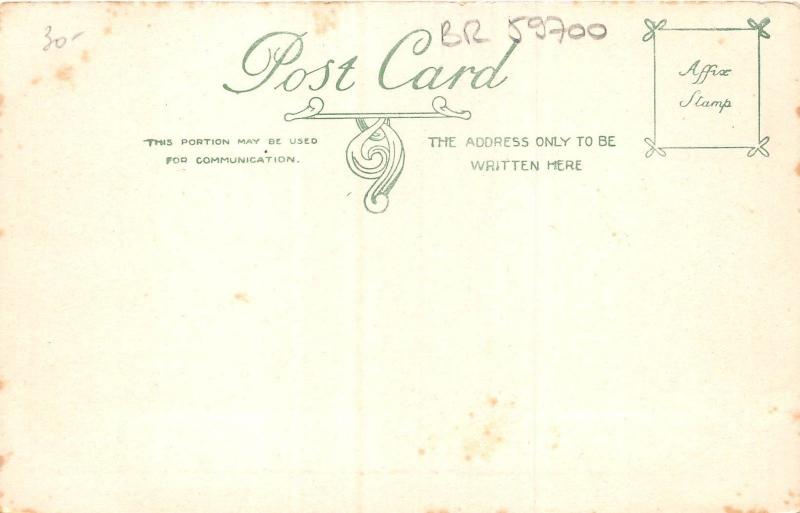 30-
BR 59700
Post Card
Affix
Stamp
THIS PORTION MAY BE USED
FOR COMMUNICATION.
THE ADDRESS ONLY TO BE
WRITTEN HERE